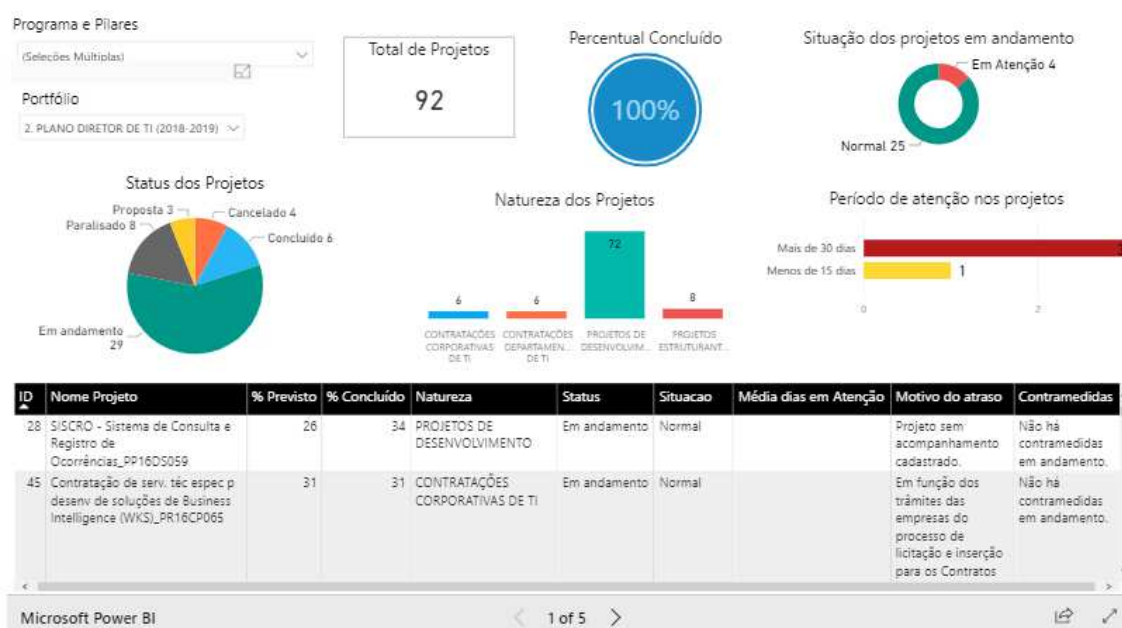 Programa e Pilares
(Seleções Múltiplas)
Portfólio
2. PLANO DIRETOR DE TI (2018-2019)
Total de Projetos
92
Percentual Concluído
100%
Situação dos projetos em andamento
Em Atenção 4
Normal 25
Status dos Projetos
Proposta 3
Cancelado 4
Paralisado 8
Concluído 6
Em andamento
29
Natureza dos Projetos
6
6
72
8
CONTRATAÇÕES
CORPORATIVAS
DE TI
CONTRATAÇÕES
DEPARTAMEN...
DE TI
PROJETOS DE
DESENVOLVIM...
PROJETOS
ESTRUTURANT...
Período de atenção nos projetos
Mais de 30 dias
Menos de 15 dias
1
0
2
ID Nome Projeto % Previsto % Concluído Natureza Status Situacao Média dias em Atenção Motivo do atraso Contramedidas
28 SISCRO - Sistema de Consulta e
Registro de
Ocorrências_PP16DS059
26
34
PROJETOS DE
DESENVOLVIMENTO
Em andamento
Normal
Projeto sem
acompanhamento
cadastrado.
Não há
contramedidas
em andamento.
45 Contratação de serv. téc espec p
desenv de soluções de Business
Intelligence (WKS)_PR16CP065
31
31
CONTRATAÇÕES
CORPORATIVAS DE TI
Em andamento
Normal
Em função dos
trâmites das
empresas do
processo de
licitação e inserção
para os Contratos
Não há
contramedidas
em andamento.
Microsoft Power BI
1 of 5